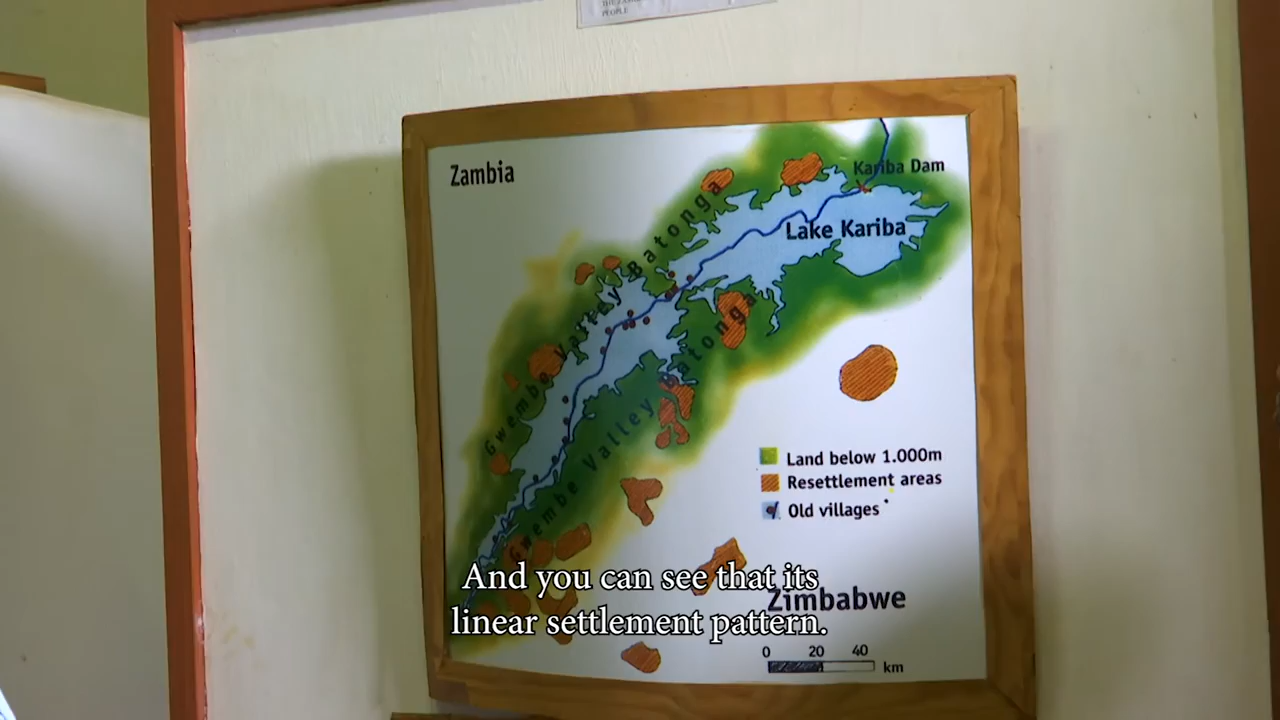 PEOPLE
Zambia
Kariba Dam
Lake Kariba
Gwembe Valley Batonga
Gwembe Valley Batonga
Land below 1.000m
Resettlement areas
Old villages
Zimbabwe
0 20 40
km
And you can see that its
linear settlement pattern.